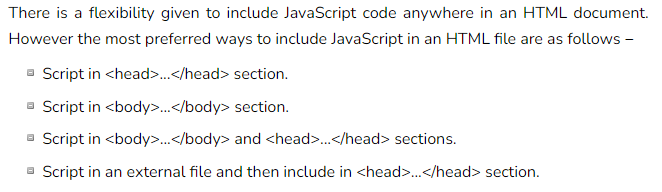 There is a flexibility given to include JavaScript code anywhere in an HTML document.
However the most preferred ways to include JavaScript in an HTML file are as follows −
Script in <head>...</head> section.
Script in <body>...</body> section.
Script in <body>...</body> and <head>...</head> sections.
Script in an external file and then include in <head>...</head> section.